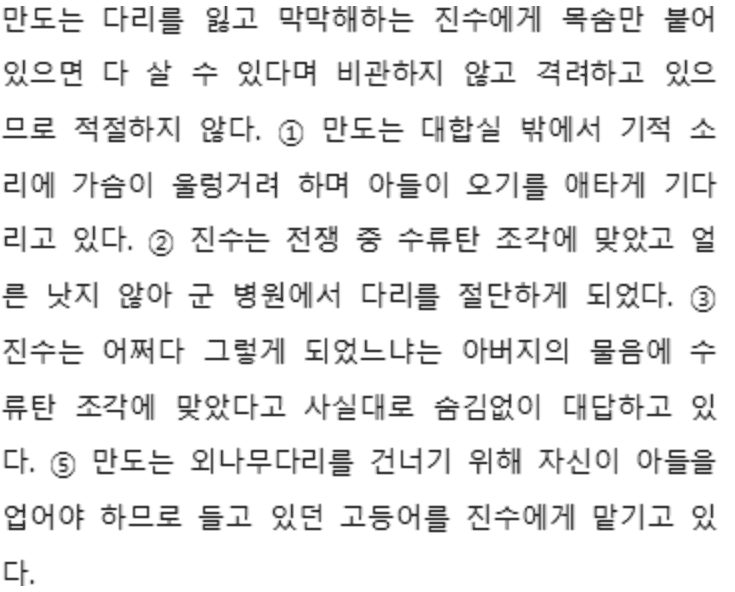 만도는 다리를 잃고 막막해하는 진수에게 목숨만 붙어
있으면 다 살 수 있다며 비관하지 않고 격려하고 있으
므로 적절하지 않다. ① 만도는 대합실 밖에서 기적 소
리에 가슴이 울렁거려 하며 아들이 오기를 애타게 기다
리고 있다. ② 진수는 전쟁 중 수류탄 조각에 맞았고 얼
른 낫지 않아 군 병원에서 다리를 절단하게 되었다. ③
진수는 어쩌다 그렇게 되었느냐는 아버지의 물음에 수
류탄 조각에 맞았다고 사실대로 숨김없이 대답하고 있
다. ⑤ 만도는 외나무다리를 건너기 위해 자신이 아들을
업어야 하므로 들고 있던 고등어를 진수에게 맡기고 있
다.